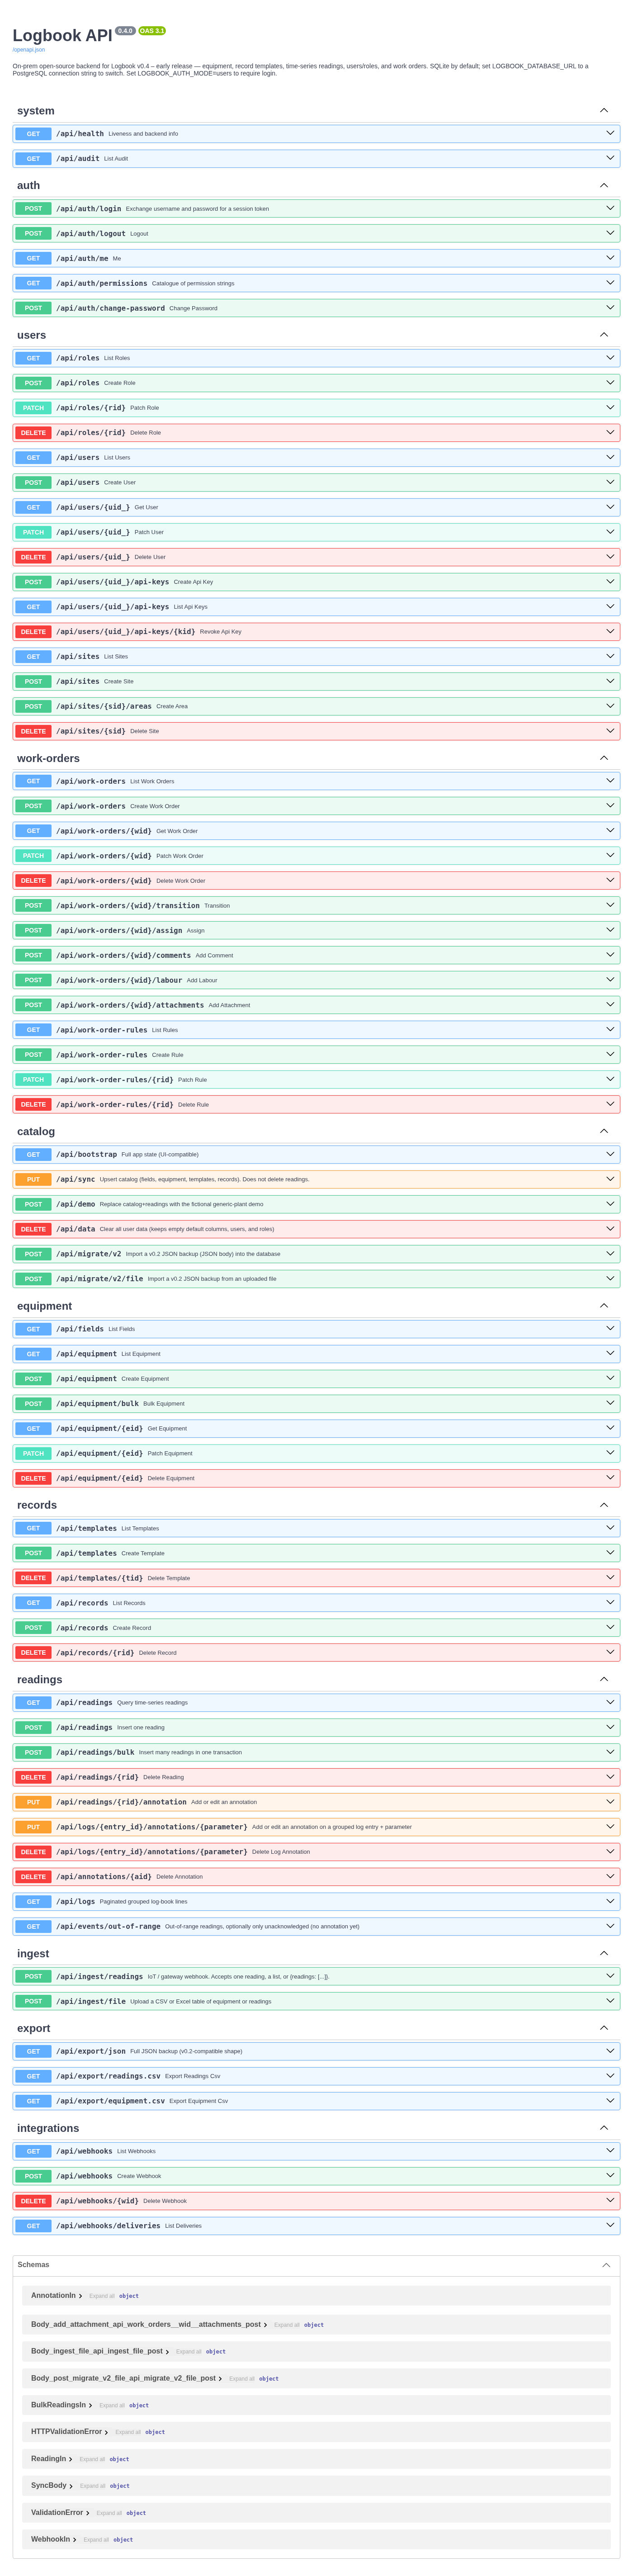 Logbook API 0.4.0 OAS 3.1
/openapi.json
On-prem open-source backend for Logbook v0.4 – early release — equipment, record templates, time-series readings, users/roles, and work orders. SQLite by default; set LOGBOOK_DATABASE_URL to a
PostgreSQL connection string to switch. Set LOGBOOK_AUTH_MODE=users to require login.
system
GET /api/health Liveness and backend info
GET /api/audit List Audit
auth
POST /api/auth/login Exchange username and password for a session token
POST /api/auth/logout Logout
GET /api/auth/me Me
GET /api/auth/permissions Catalogue of permission strings
POST /api/auth/change-password Change Password
users
GET /api/roles List Roles
POST /api/roles Create Role
PATCH /api/roles/{rid} Patch Role
DELETE /api/roles/{rid} Delete Role
GET /api/users List Users
POST /api/users Create User
GET /api/users/{uid_} Get User
PATCH /api/users/{uid_} Patch User
DELETE /api/users/{uid_} Delete User
POST /api/users/{uid_}/api-keys Create Api Key
GET /api/users/{uid_}/api-keys List Api Keys
DELETE /api/users/{uid_}/api-keys/{kid} Revoke Api Key
GET /api/sites List Sites
POST /api/sites Create Site
POST /api/sites/{sid}/areas Create Area
DELETE /api/sites/{sid} Delete Site
work-orders
GET /api/work-orders List Work Orders
POST /api/work-orders Create Work Order
GET /api/work-orders/{wid} Get Work Order
PATCH /api/work-orders/{wid} Patch Work Order
DELETE /api/work-orders/{wid} Delete Work Order
POST /api/work-orders/{wid}/transition Transition
POST /api/work-orders/{wid}/assign Assign
POST /api/work-orders/{wid}/comments Add Comment
POST /api/work-orders/{wid}/labour Add Labour
POST /api/work-orders/{wid}/attachments Add Attachment
GET /api/work-order-rules List Rules
POST /api/work-order-rules Create Rule
PATCH /api/work-order-rules/{rid} Patch Rule
DELETE /api/work-order-rules/{rid} Delete Rule
catalog
GET /api/bootstrap Full app state (UI-compatible)
PUT /api/sync Upsert catalog (fields, equipment, templates, records). Does not delete readings.
POST /api/demo Replace catalog+readings with the fictional generic-plant demo
DELETE /api/data Clear all user data (keeps empty default columns, users, and roles)
POST /api/migrate/v2 Import a v0.2 JSON backup (JSON body) into the database
POST /api/migrate/v2/file Import a v0.2 JSON backup from an uploaded file
equipment
GET /api/fields List Fields
GET /api/equipment List Equipment
POST /api/equipment Create Equipment
POST /api/equipment/bulk Bulk Equipment
GET /api/equipment/{eid} Get Equipment
PATCH /api/equipment/{eid} Patch Equipment
DELETE /api/equipment/{eid} Delete Equipment
records
GET /api/templates List Templates
POST /api/templates Create Template
DELETE /api/templates/{tid} Delete Template
GET /api/records List Records
POST /api/records Create Record
DELETE /api/records/{rid} Delete Record
readings
GET /api/readings Query time-series readings
POST /api/readings Insert one reading
POST /api/readings/bulk Insert many readings in one transaction
DELETE /api/readings/{rid} Delete Reading
PUT /api/readings/{rid}/annotation Add or edit an annotation
PUT /api/logs/{entry_id}/annotations/{parameter} Add or edit an annotation on a grouped log entry + parameter
DELETE /api/logs/{entry_id}/annotations/{parameter} Delete Log Annotation
DELETE /api/annotations/{aid} Delete Annotation
GET /api/logs Paginated grouped log-book lines
GET /api/events/out-of-range Out-of-range readings, optionally only unacknowledged (no annotation yet)
ingest
POST /api/ingest/readings IoT / gateway webhook. Accepts one reading, a list, or {readings: [...]}.
POST /api/ingest/file Upload a CSV or Excel table of equipment or readings
export
GET /api/export/json Full JSON backup (v0.2-compatible shape)
GET /api/export/readings.csv Export Readings Csv
GET /api/export/equipment.csv Export Equipment Csv
integrations
GET /api/webhooks List Webhooks
POST /api/webhooks Create Webhook
DELETE /api/webhooks/{wid} Delete Webhook
GET /api/webhooks/deliveries List Deliveries
Schemas
AnnotationIn Expand all object
Body_add_attachment_api_work_orders__wid__attachments_post Expand all object
Body_ingest_file_api_ingest_file_post Expand all object
Body_post_migrate_v2_file_api_migrate_v2_file_post Expand all object
BulkReadingsIn Expand all object
HTTPValidationError Expand all object
ReadingIn Expand all object
SyncBody Expand all object
ValidationError Expand all object
WebhookIn Expand all object